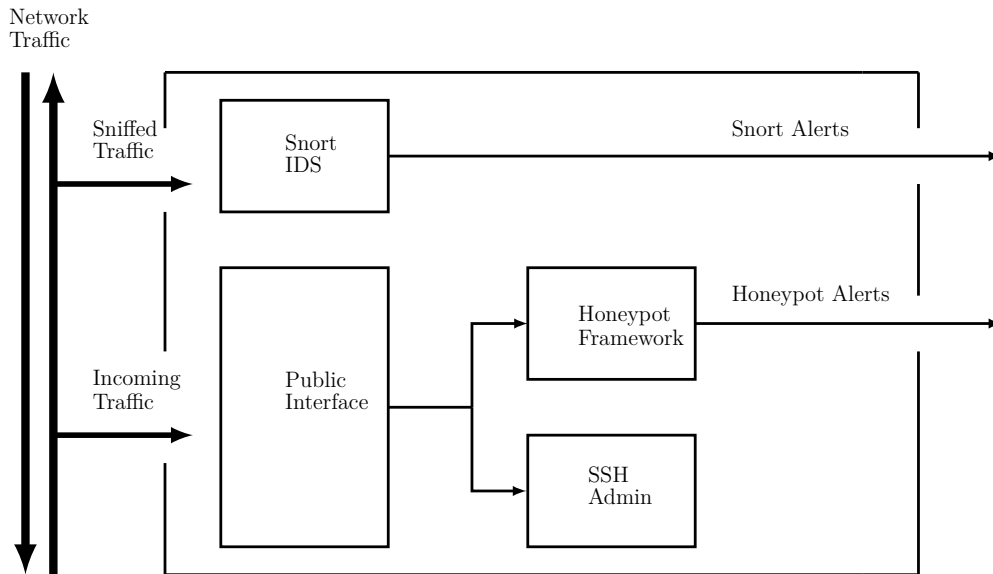 Network
Traffic
Sniffed
Traffic
Snort
IDS
Snort Alerts
Honeypot Alerts
Honeypot
Framework
Incoming
Traffic
Public
Interface
SSH
Admin